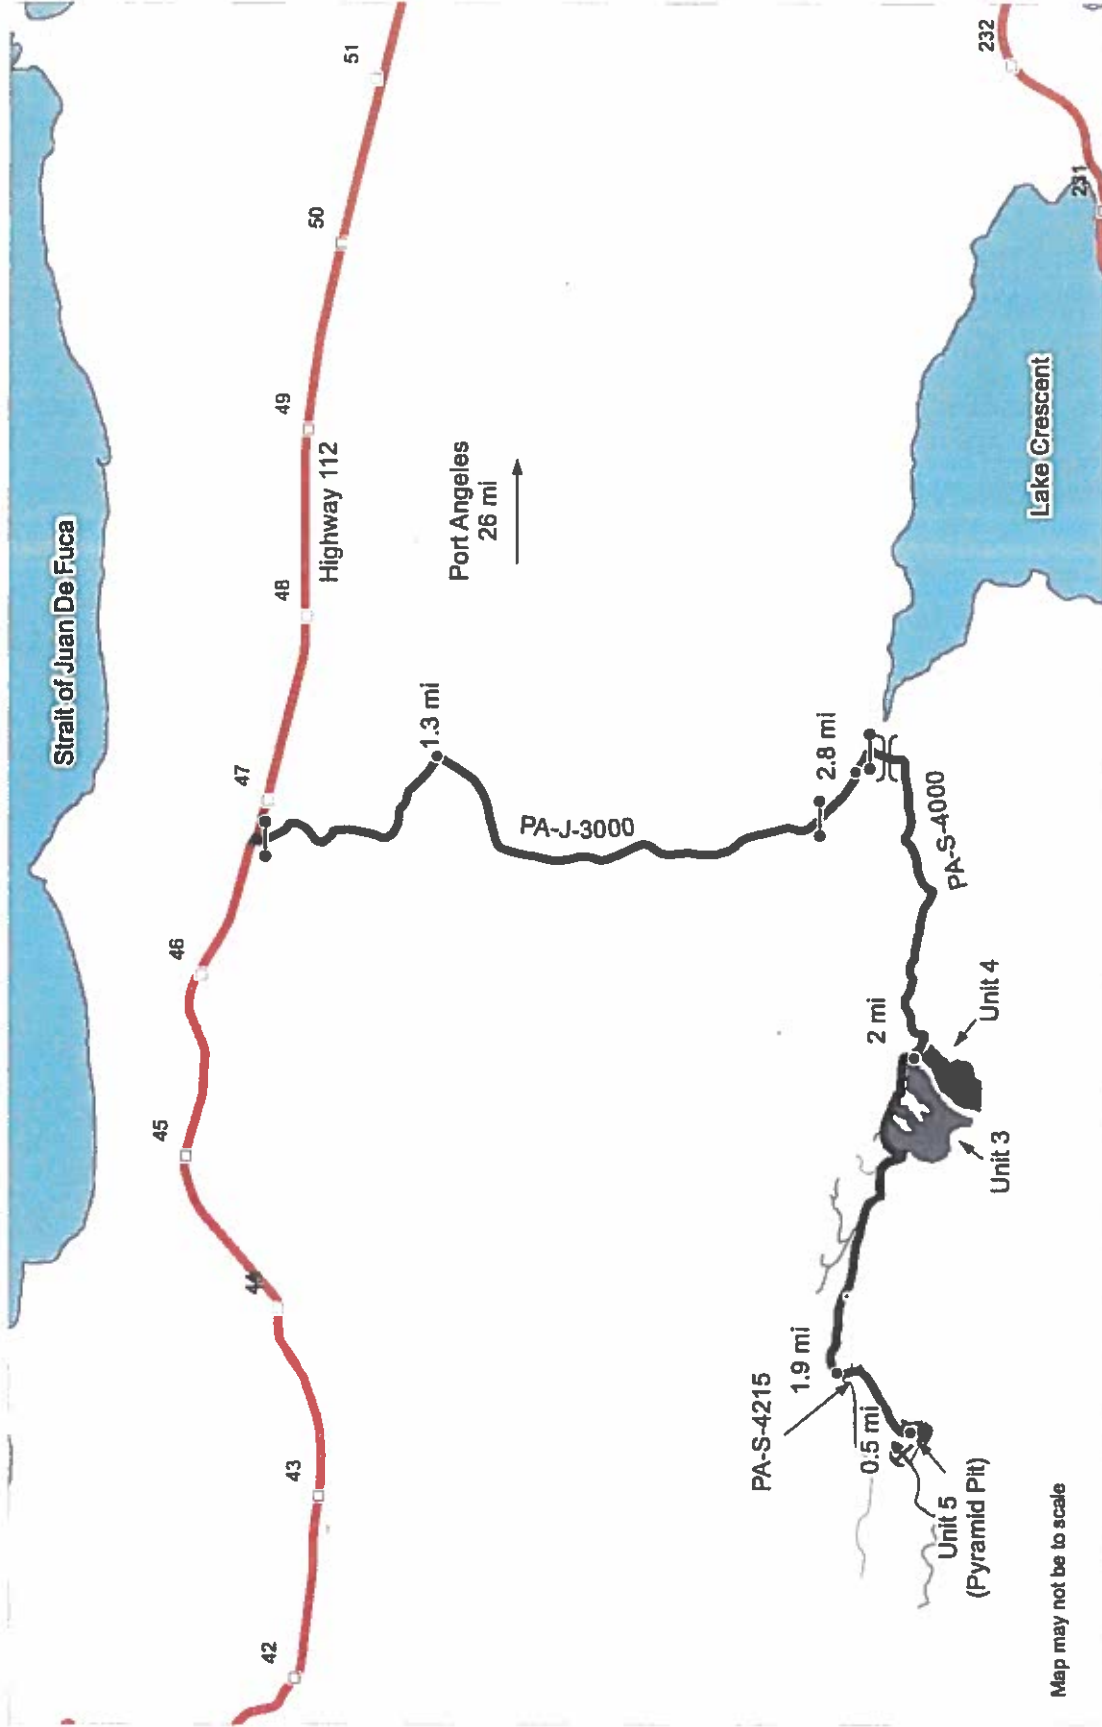 Strait of Juan De Fuca
42
43
44
45
46
47
48
49
50
51
Highway 112
Port Angeles
26 mi
1.3 mi
PA-J-3000
2.8 mi
PA-S-4000
2 mi
Unit 4
Unit 3
1.9 mi
PA-S-4215
0.5 mi
Unit 5
(Pyramid Pit)
Lake Crescent
231
232
Map may not be to scale